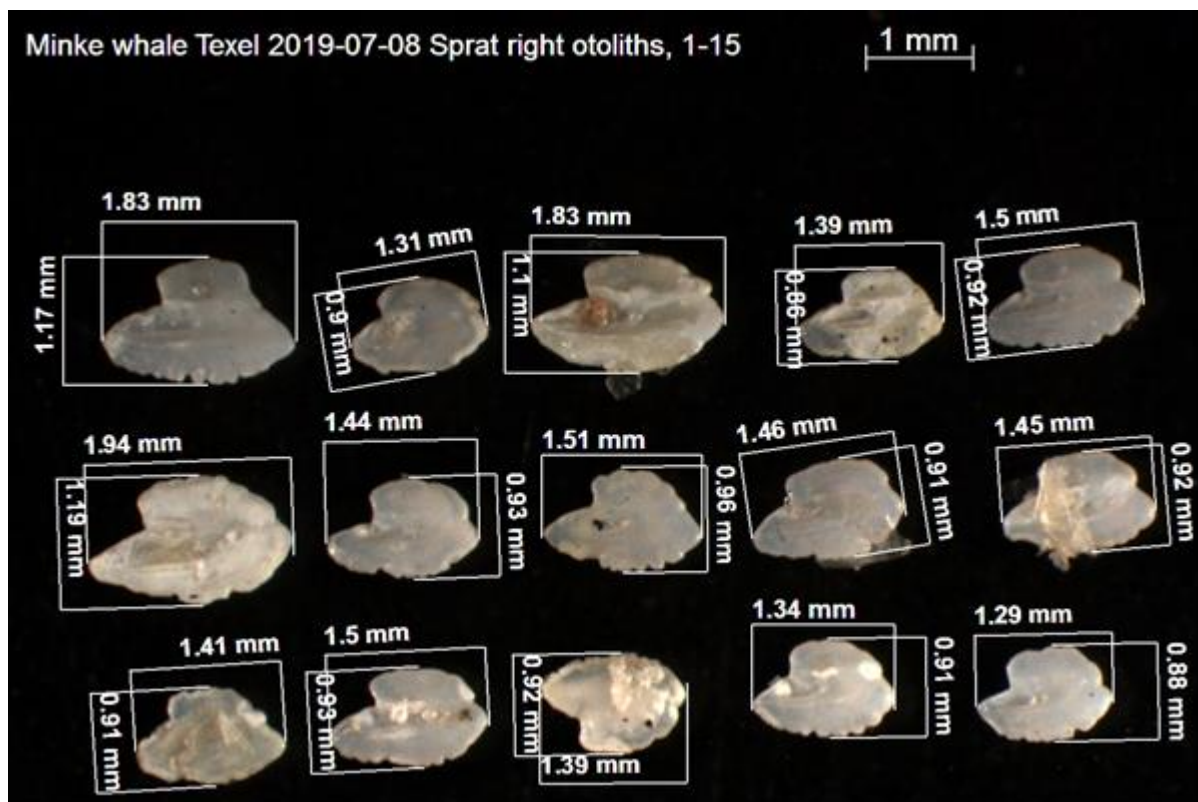 Minke whale Texel 2019-07-08 Sprat right otoliths, 1-15
1 mm
1.83 mm
1.17 mm
1.31 mm
0.9 mm
1.83 mm
1.1 mm
1.39 mm
0.86 mm
1.5 mm
0.92 mm
1.94 mm
1.19 mm
1.44 mm
0.93 mm
1.51 mm
0.96 mm
1.46 mm
0.91 mm
1.45 mm
0.92 mm
1.41 mm
0.91 mm
1.5 mm
0.93 mm
0.92 mm
1.39 mm
1.34 mm
0.91 mm
1.29 mm
0.88 mm